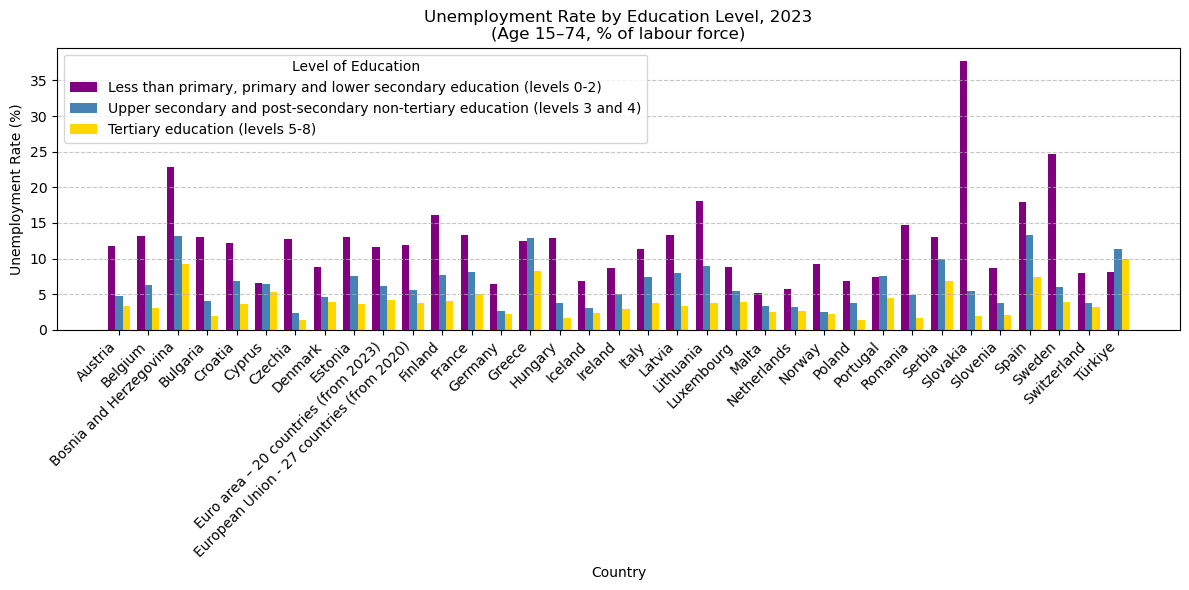 Unemployment Rate by Education Level, 2023
(Age 15–74, % of labour force)
Level of Education
Less than primary, primary and lower secondary education (levels 0-2)
Upper secondary and post-secondary non-tertiary education (levels 3 and 4)
Tertiary education (levels 5-8)
Unemployment Rate (%)
35
30
25
20
15
10
5
0
Austria
Belgium
Bosnia and Herzegovina
Bulgaria
Croatia
Cyprus
Czechia
Denmark
Estonia
Euro area – 20 countries (from 2023)
European Union - 27 countries (from 2020)
Finland
France
Germany
Greece
Hungary
Iceland
Ireland
Italy
Latvia
Lithuania
Luxembourg
Malta
Netherlands
Norway
Poland
Portugal
Romania
Serbia
Slovakia
Slovenia
Spain
Sweden
Switzerland
Türkiye
Country